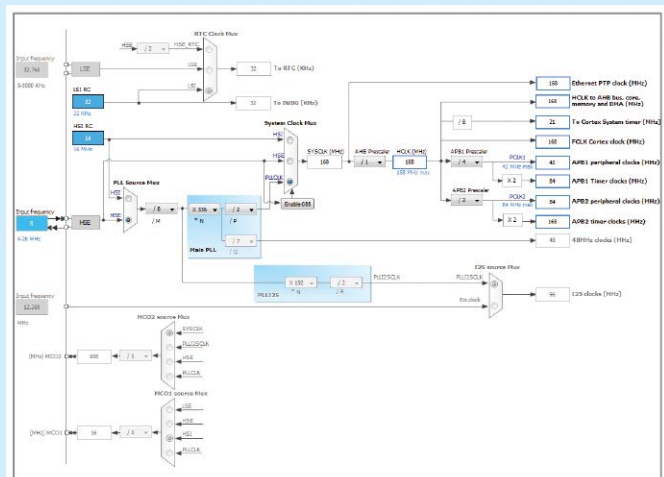 RTC Clock Mux
HSE
/ 2
HSE_RTC
Input frequency
32.768
LSE
LSE
32
To RTC (KHz)
0-1000 KHz
LSI RC
LSI
32
32
To IWDG (KHz)
32 KHz
HSI RC
16
16 MHz
System Clock Mux
HSI
HSE
PLLCLK
SYSCLK (MHz)
168
AHB Prescaler
/ 1
HCLK (MHz)
168
168 MHz max
Enable CSS
168
Ethernet PTP clock (MHz)
168
HCLK to AHB bus, core,
memory and DMA (MHz)
/ 8
21
To Cortex System timer (MHz)
168
FCLK Cortex clock (MHz)
APB1 Prescaler
/ 4
PCLK1
42 MHz max
42
APB1 peripheral clocks (MHz)
X 2
84
APB1 Timer clocks (MHz)
APB2 Prescaler
/ 2
PCLK2
84 MHz max
84
APB2 peripheral clocks (MHz)
X 2
168
APB2 timer clocks (MHz)
48MHz clocks (MHz)
PLL Source Mux
HSI
HSE
Input frequency
8
HSE
4-26 MHz
/ 8
/ M
X 336
* N
/ 2
/ P
/ 7
/ Q
Main PLL
X 192
* N
/ 2
/ R
PLLI2S
PLLI2SCLK
I2S source Mux
PLLI2SCLK
Ext.clock
96
I2S clocks (MHz)
Input frequency
12.288
MHz
MCO2 source Mux
SYSCLK
PLLI2SCLK
HSE
PLLCLK
(MHz) MCO2
168
/ 1
MCO1 source Mux
LSE
HSE
HSI
PLLCLK
(MHz) MCO1
16
/ 1